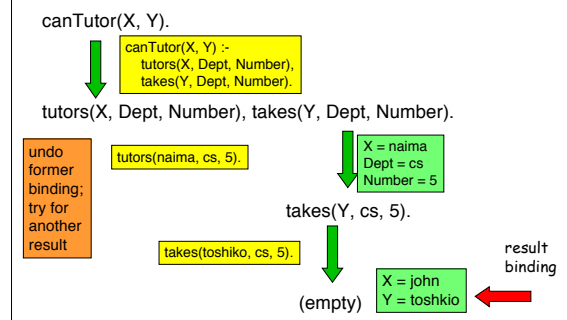 canTutor(X, Y).
canTutor(X, Y) :-
tutors(X, Dept, Number),
takes(Y, Dept, Number).
tutors(X, Dept, Number), takes(Y, Dept, Number).
undo
former
binding;
try for
another
result
tutors(naima, cs, 5).
X = naima
Dept = cs
Number = 5
takes(Y, cs, 5).
takes(toshiko, cs, 5).
(empty)
X = john
Y = toshkio
result
binding